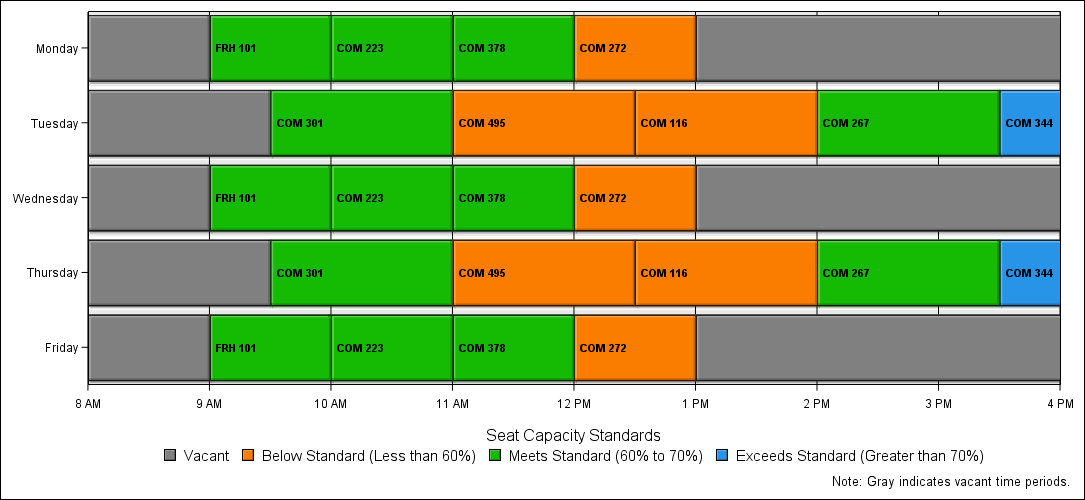 Monday FRH 101 COM 223 COM 378 COM 272
Tuesday COM 301 COM 495 COM 116 COM 267 COM 344
Wednesday FRH 101 COM 223 COM 378 COM 272
Thursday COM 301 COM 495 COM 116 COM 267 COM 344
Friday FRH 101 COM 223 COM 378 COM 272
8 AM 9 AM 10 AM 11 AM 12 PM 1 PM 2 PM 3 PM 4 PM
Seat Capacity Standards
Vacant Below Standard (Less than 60%) Meets Standard (60% to 70%) Exceeds Standard (Greater than 70%)
Note: Gray indicates vacant time periods.